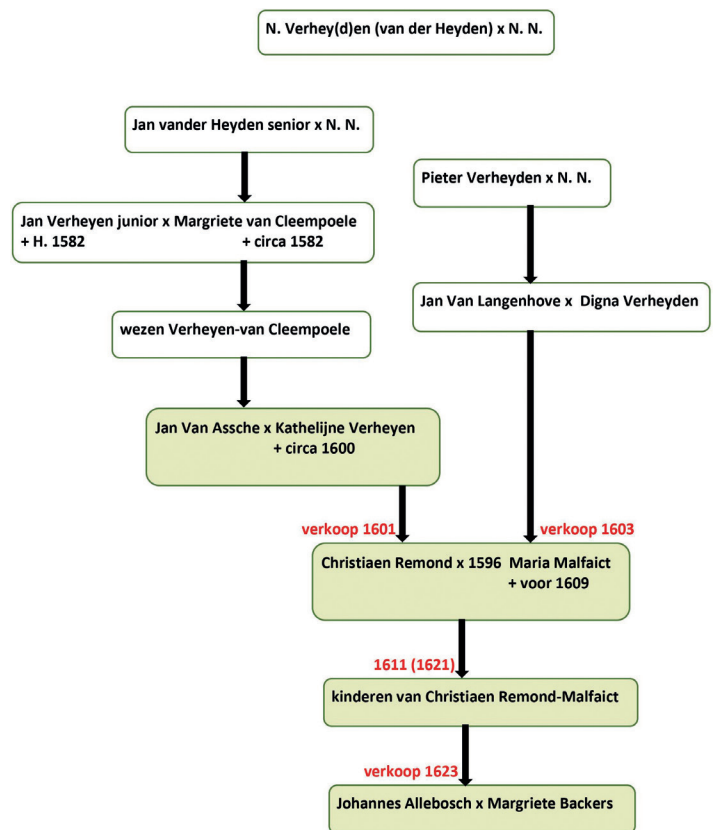 N. Verhey(d)en (van der Heyden) x N. N.
Jan vander Heyden senior x N. N.
Pieter Verheyden x N. N.
Jan Verheyen junior x Margriete van Cleempoele
+ H. 1582 + circa 1582
Jan Van Langenhove x Digna Verheyden
wezen Verheyen-van Cleempoele
Jan Van Assche x Kathelijne Verheyen
+ circa 1600
verkoop 1601
verkoop 1603
Christiaen Remond x 1596 Maria Malfaict
+ voor 1609
1611 (1621)
kinderen van Christiaen Remond-Malfaict
verkoop 1623
Johannes Allebosch x Margriete Backers